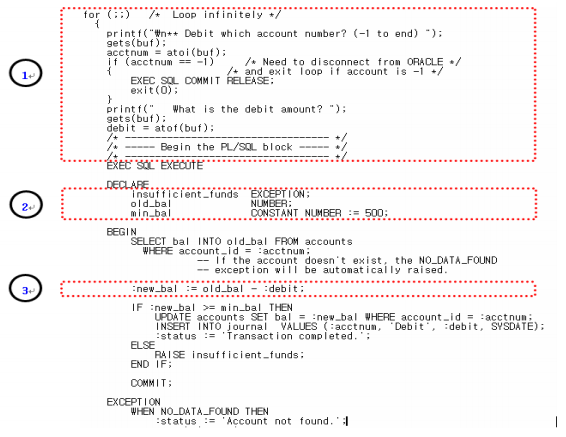 for (;;)   /* Loop infinitely */
  {
    printf("₩n** Debit which account number? (-1 to end) ");
    gets(buf);
    acctnum = atoi(buf);
    if (acctnum == -1)     /* Need to disconnect from ORACLE */
1    {                   /* and exit loop if account is -1 */
        EXEC SQL COMMIT RELEASE;
        exit(0);
    }
    printf("   What is the debit amount? ");
    gets(buf);
    debit = atof(buf);
    /* ---------------------------------- */
    /* ----- Begin the PL/SQL block ----- */
    /* ---------------------------------- */
    EXEC SQL EXECUTE
    DECLARE
        insufficient_funds  EXCEPTION;
2        old_bal             NUMBER;
        min_bal             CONSTANT NUMBER := 500;
    BEGIN
        SELECT bal INTO old_bal FROM accounts
          WHERE account_id = :acctnum;
                   -- If the account doesn't exist, the NO_DATA_FOUND
                   -- exception will be automatically raised.
3        :new_bal := old_bal - :debit;
        IF :new_bal >= min_bal THEN
            UPDATE accounts SET bal = :new_bal WHERE account_id = :acctnum;
            INSERT INTO journal  VALUES (:acctnum, 'Debit', :debit, SYSDATE);
            :status := 'Transaction completed.';
        ELSE
            RAISE insufficient_funds;
        END IF;
        COMMIT;
    EXCEPTION
        WHEN NO_DATA_FOUND THEN
            :status := 'Account not found.';